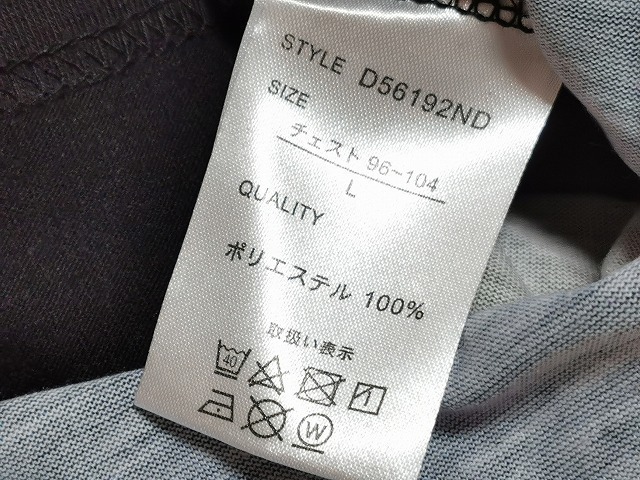 STYLE D56192ND
SIZE
チェスト 96~104
L
QUALITY
ポリエステル 100%
取扱い表示
40
W